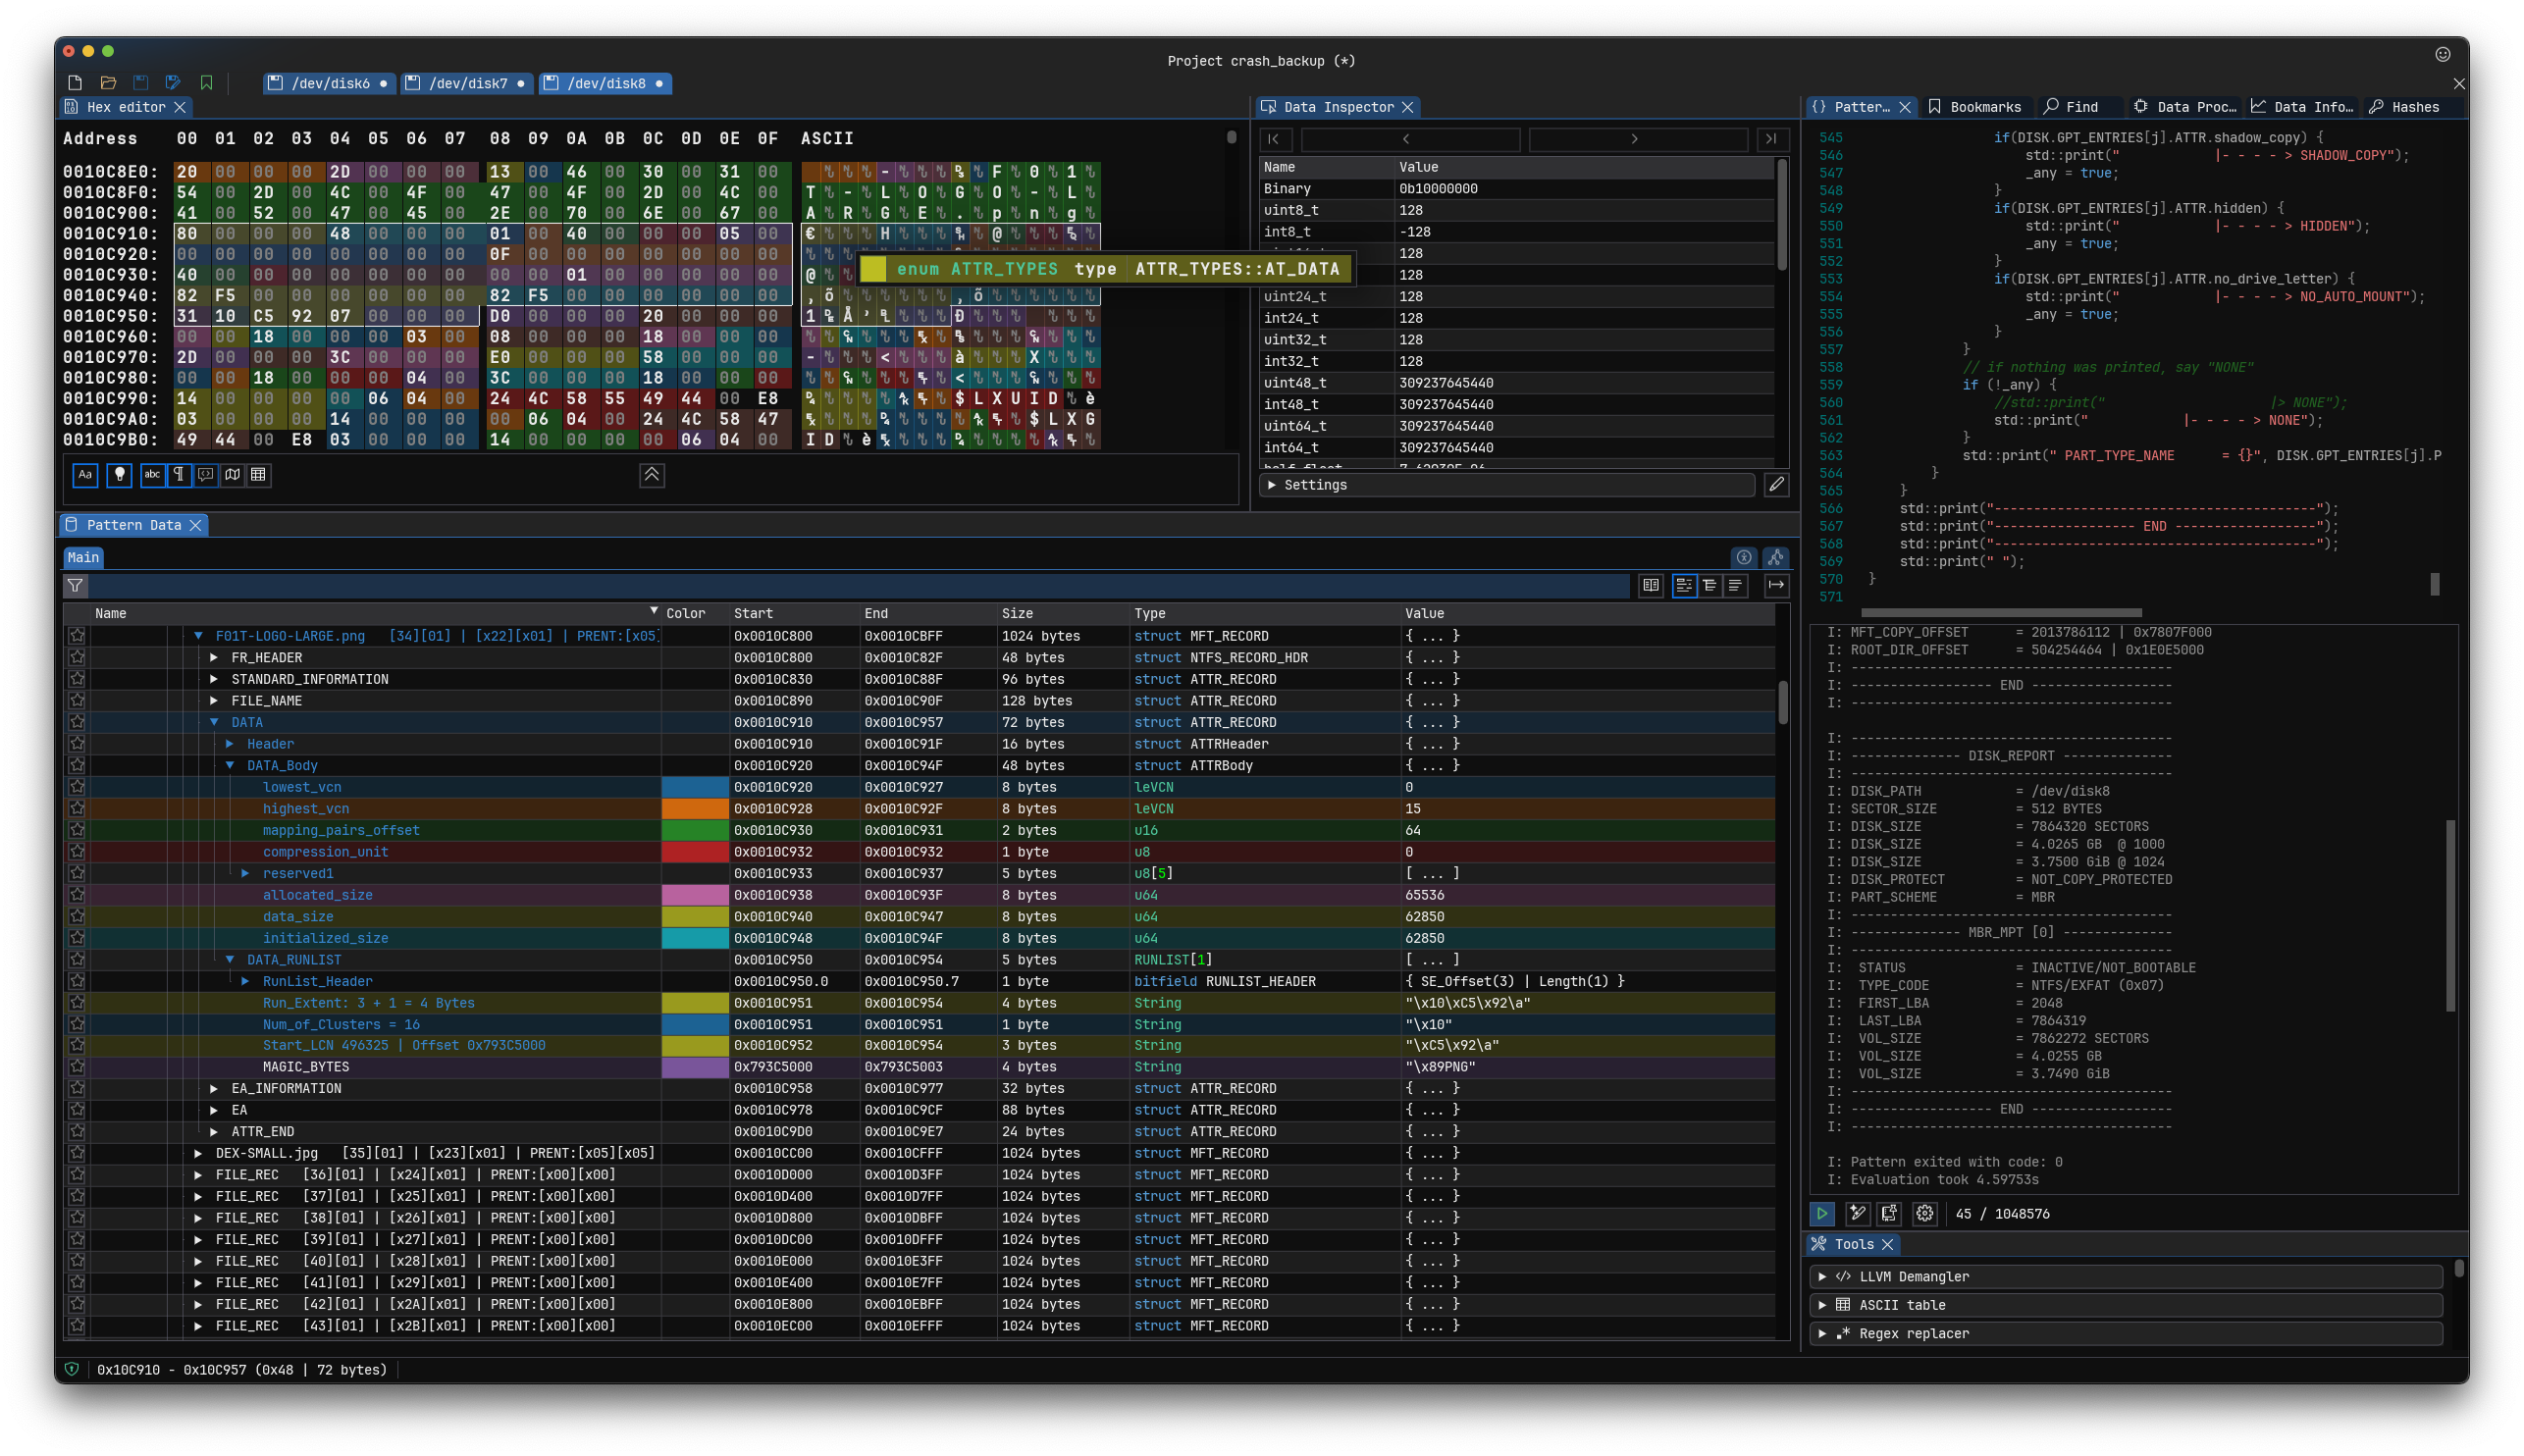 Project crash_backup (*)
/dev/disk6
/dev/disk7
/dev/disk8
Hex editor
Address 00 01 02 03 04 05 06 07 08 09 0A 0B 0C 0D 0E 0F ASCII
0010C8E0: 20 00 00 00 2D 00 00 00 13 00 46 00 30 00 31 00
0010C8F0: 54 00 2D 00 4C 00 4F 00 47 00 4F 00 2D 00 4C 00
0010C900: 41 00 52 00 47 00 45 00 2E 00 70 00 6E 00 67 00
0010C910: 80 00 00 00 48 00 00 00 01 00 40 00 00 00 05 00
0010C920: 00 00 00 00 00 00 00 00 0F 00 00 00 00 00 00 00
0010C930: 40 00 00 00 00 00 00 00 00 00 01 00 00 00 00 00
0010C940: 82 F5 00 00 00 00 00 00 82 F5 00 00 00 00 00 00
0010C950: 31 10 C5 92 07 00 00 00 D0 00 00 00 20 00 00 00
0010C960: 00 00 18 00 00 00 03 00 08 00 00 00 18 00 00 00
0010C970: 2D 00 00 00 3C 00 00 00 E0 00 00 00 58 00 00 00
0010C980: 00 00 18 00 00 00 04 00 3C 00 00 00 18 00 00 00
0010C990: 14 00 00 00 00 06 04 00 24 4C 58 55 49 44 00 E8
0010C9A0: 03 00 00 00 14 00 00 00 00 06 04 00 24 4C 58 47
0010C9B0: 49 44 00 E8 03 00 00 00 14 00 00 00 00 06 04 00
enum ATTR_TYPES type ATTR_TYPES::AT_DATA
Aa
abc
Data Inspector
Name Value
Binary 0b10000000
uint8_t 128
int8_t -128
128
128
uint24_t 128
int24_t 128
uint32_t 128
int32_t 128
uint48_t 309237645440
int48_t 309237645440
uint64_t 309237645440
int64_t 309237645440
Settings
Pattern Data
Main
Name Color Start End Size Type Value
F01T-LOGO-LARGE.png [34][01] | [x22][x01] | PRENT:[x05] 0x0010C800 0x0010CBFF 1024 bytes struct MFT_RECORD { ... }
FR_HEADER 0x0010C800 0x0010C82F 48 bytes struct NTFS_RECORD_HDR { ... }
STANDARD_INFORMATION 0x0010C830 0x0010C88F 96 bytes struct ATTR_RECORD { ... }
FILE_NAME 0x0010C890 0x0010C90F 128 bytes struct ATTR_RECORD { ... }
DATA 0x0010C910 0x0010C957 72 bytes struct ATTR_RECORD { ... }
Header 0x0010C910 0x0010C91F 16 bytes struct ATTRHeader { ... }
DATA_Body 0x0010C920 0x0010C94F 48 bytes struct ATTRBody { ... }
lowest_vcn 0x0010C920 0x0010C927 8 bytes leVCN 0
highest_vcn 0x0010C928 0x0010C92F 8 bytes leVCN 15
mapping_pairs_offset 0x0010C930 0x0010C931 2 bytes u16 64
compression_unit 0x0010C932 0x0010C932 1 byte u8 0
reserved1 0x0010C933 0x0010C937 5 bytes u8[5] [ ... ]
allocated_size 0x0010C938 0x0010C93F 8 bytes u64 65536
data_size 0x0010C940 0x0010C947 8 bytes u64 62850
initialized_size 0x0010C948 0x0010C94F 8 bytes u64 62850
DATA_RUNLIST 0x0010C950 0x0010C954 5 bytes RUNLIST[1] [ ... ]
RunList_Header 0x0010C950.0 0x0010C950.7 1 byte bitfield RUNLIST_HEADER { SE_Offset(3) | Length(1) }
Run_Extent: 3 + 1 = 4 Bytes 0x0010C951 0x0010C954 4 bytes String "\x10\xC5\x92\a"
Num_of_Clusters = 16 0x0010C951 0x0010C951 1 byte String "\x10"
Start_LCN 496325 | Offset 0x793C5000 0x0010C952 0x0010C954 3 bytes String "\xC5\x92\a"
MAGIC_BYTES 0x793C5000 0x793C5003 4 bytes String "\x89PNG"
EA_INFORMATION 0x0010C958 0x0010C977 32 bytes struct ATTR_RECORD { ... }
EA 0x0010C978 0x0010C9CF 88 bytes struct ATTR_RECORD { ... }
ATTR_END 0x0010C9D0 0x0010C9E7 24 bytes struct ATTR_RECORD { ... }
DEX-SMALL.jpg [35][01] | [x23][x01] | PRENT:[x05][x05] 0x0010CC00 0x0010CFFF 1024 bytes struct MFT_RECORD { ... }
FILE_REC [36][01] | [x24][x01] | PRENT:[x00][x00] 0x0010D000 0x0010D3FF 1024 bytes struct MFT_RECORD { ... }
FILE_REC [37][01] | [x25][x01] | PRENT:[x00][x00] 0x0010D400 0x0010D7FF 1024 bytes struct MFT_RECORD { ... }
FILE_REC [38][01] | [x26][x01] | PRENT:[x00][x00] 0x0010D800 0x0010DBFF 1024 bytes struct MFT_RECORD { ... }
FILE_REC [39][01] | [x27][x01] | PRENT:[x00][x00] 0x0010DC00 0x0010DFFF 1024 bytes struct MFT_RECORD { ... }
FILE_REC [40][01] | [x28][x01] | PRENT:[x00][x00] 0x0010E000 0x0010E3FF 1024 bytes struct MFT_RECORD { ... }
FILE_REC [41][01] | [x29][x01] | PRENT:[x00][x00] 0x0010E400 0x0010E7FF 1024 bytes struct MFT_RECORD { ... }
FILE_REC [42][01] | [x2A][x01] | PRENT:[x00][x00] 0x0010E800 0x0010EBFF 1024 bytes struct MFT_RECORD { ... }
FILE_REC [43][01] | [x2B][x01] | PRENT:[x00][x00] 0x0010EC00 0x0010EFFF 1024 bytes struct MFT_RECORD { ... }
0x10C910 - 0x10C957 (0x48 | 72 bytes)
Patter… Bookmarks Find Data Proc… Data Info… Hashes
545 if(DISK.GPT_ENTRIES[j].ATTR.shadow_copy) {
546 std::print(" |- - - - > SHADOW_COPY");
547 _any = true;
548 }
549 if(DISK.GPT_ENTRIES[j].ATTR.hidden) {
550 std::print(" |- - - - > HIDDEN");
551 _any = true;
552 }
553 if(DISK.GPT_ENTRIES[j].ATTR.no_drive_letter) {
554 std::print(" |- - - - > NO_AUTO_MOUNT");
555 _any = true;
556 }
557 }
558 // if nothing was printed, say "NONE"
559 if (!_any) {
560 //std::print(" |> NONE");
561 std::print(" |- - - - > NONE");
562 }
563 std::print(" PART_TYPE_NAME = {}", DISK.GPT_ENTRIES[j].P
564 }
565 }
566 std::print("-----------------------------------------");
567 std::print("------------------ END ------------------");
568 std::print("-----------------------------------------");
569 std::print(" ");
570 }
571
I: MFT_COPY_OFFSET = 2013786112 | 0x7807F000
I: ROOT_DIR_OFFSET = 504254464 | 0x1E0E5000
I: -----------------------------------------
I: ------------------ END ------------------
I: -----------------------------------------
I: -----------------------------------------
I: -------------- DISK_REPORT --------------
I: -----------------------------------------
I: DISK_PATH = /dev/disk8
I: SECTOR_SIZE = 512 BYTES
I: DISK_SIZE = 7864320 SECTORS
I: DISK_SIZE = 4.0265 GB @ 1000
I: DISK_SIZE = 3.7500 GiB @ 1024
I: DISK_PROTECT = NOT_COPY_PROTECTED
I: PART_SCHEME = MBR
I: -----------------------------------------
I: -------------- MBR_MPT [0] --------------
I: -----------------------------------------
I: STATUS = INACTIVE/NOT_BOOTABLE
I: TYPE_CODE = NTFS/EXFAT (0x07)
I: FIRST_LBA = 2048
I: LAST_LBA = 7864319
I: VOL_SIZE = 7862272 SECTORS
I: VOL_SIZE = 4.0255 GB
I: VOL_SIZE = 3.7490 GiB
I: -----------------------------------------
I: ------------------ END ------------------
I: -----------------------------------------
I: Pattern exited with code: 0
I: Evaluation took 4.59753s
45 / 1048576
Tools
LLVM Demangler
ASCII table
Regex replacer